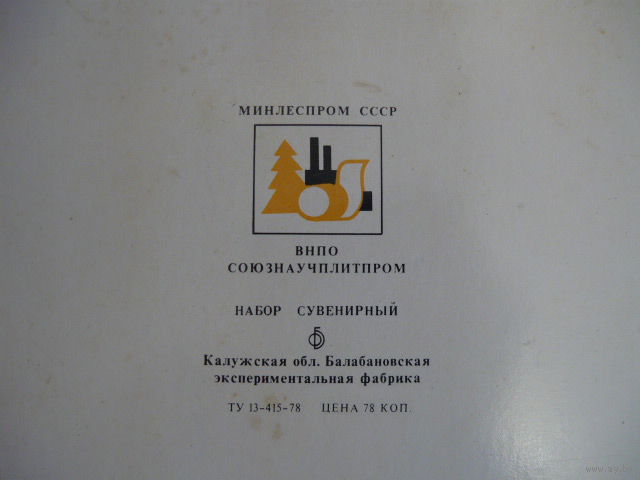 МИНЛЕСПРОМ СССР
ВНПО
СОЮЗНАУЧПЛИТПРОМ
НАБОР СУВЕНИРНЫЙ
Калужская обл. Балабановская
экспериментальная фабрика
ТУ 13-415-78 ЦЕНА 78 КОП.